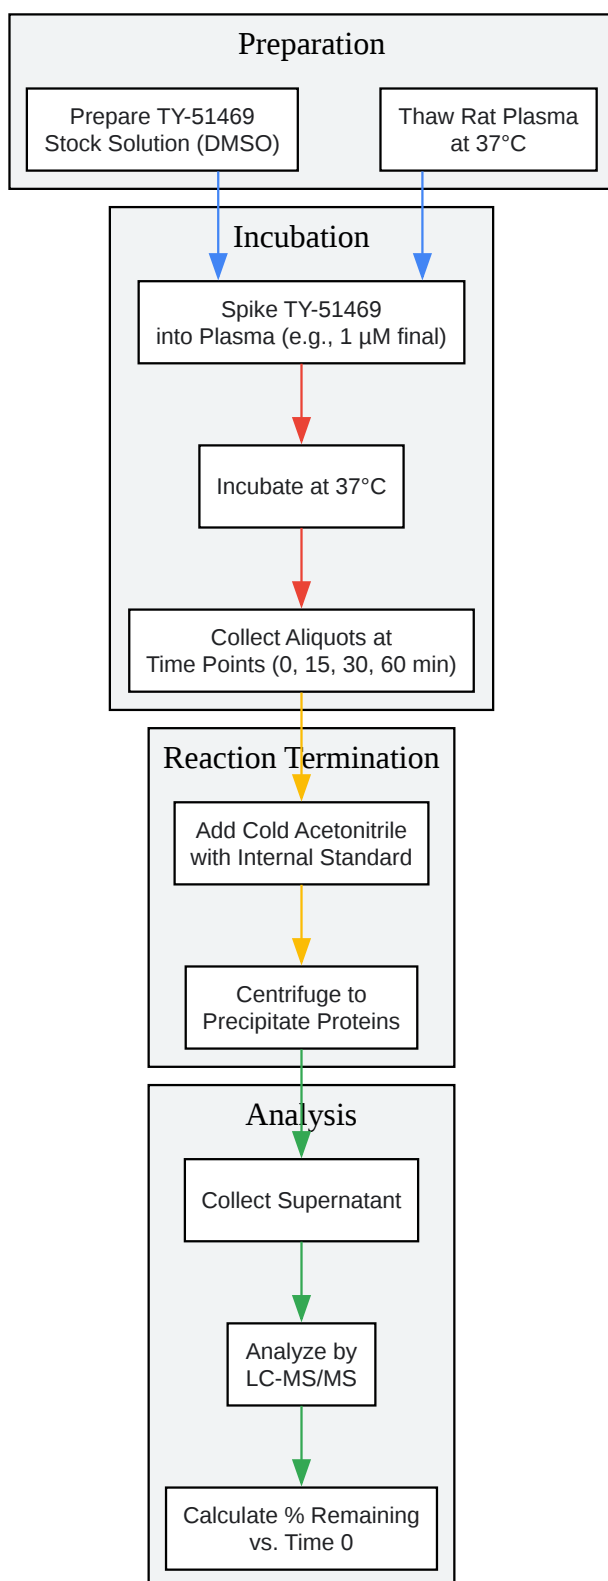 Preparation
Prepare TY-51469
Stock Solution (DMSO)
Thaw Rat Plasma
at 37°C
Incubation
Spike TY-51469
into Plasma (e.g., 1 µM final)
Incubate at 37°C
Collect Aliquots at
Time Points (0, 15, 30, 60 min)
Reaction Termination
Add Cold Acetonitrile
with Internal Standard
Centrifuge to
Precipitate Proteins
Analysis
Collect Supernatant
Analyze by
LC-MS/MS
Calculate % Remaining
vs. Time 0